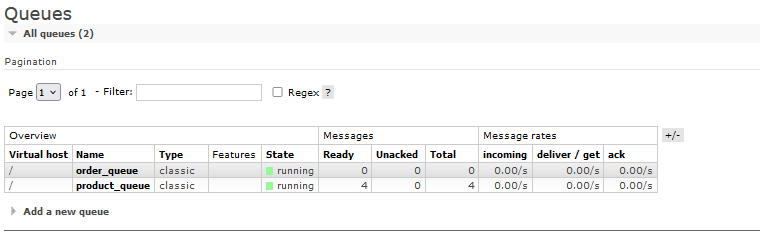 Queues
All queues (2)
Pagination
Page 1 of 1 - Filter: Regex ?
Overview Messages Message rates +/-
Virtual host Name Type Features State Ready Unacked Total incoming deliver / get ack
/ order_queue classic running 0 0 0 0.00/s 0.00/s 0.00/s
/ product_queue classic running 4 0 4 0.00/s 0.00/s 0.00/s
Add a new queue